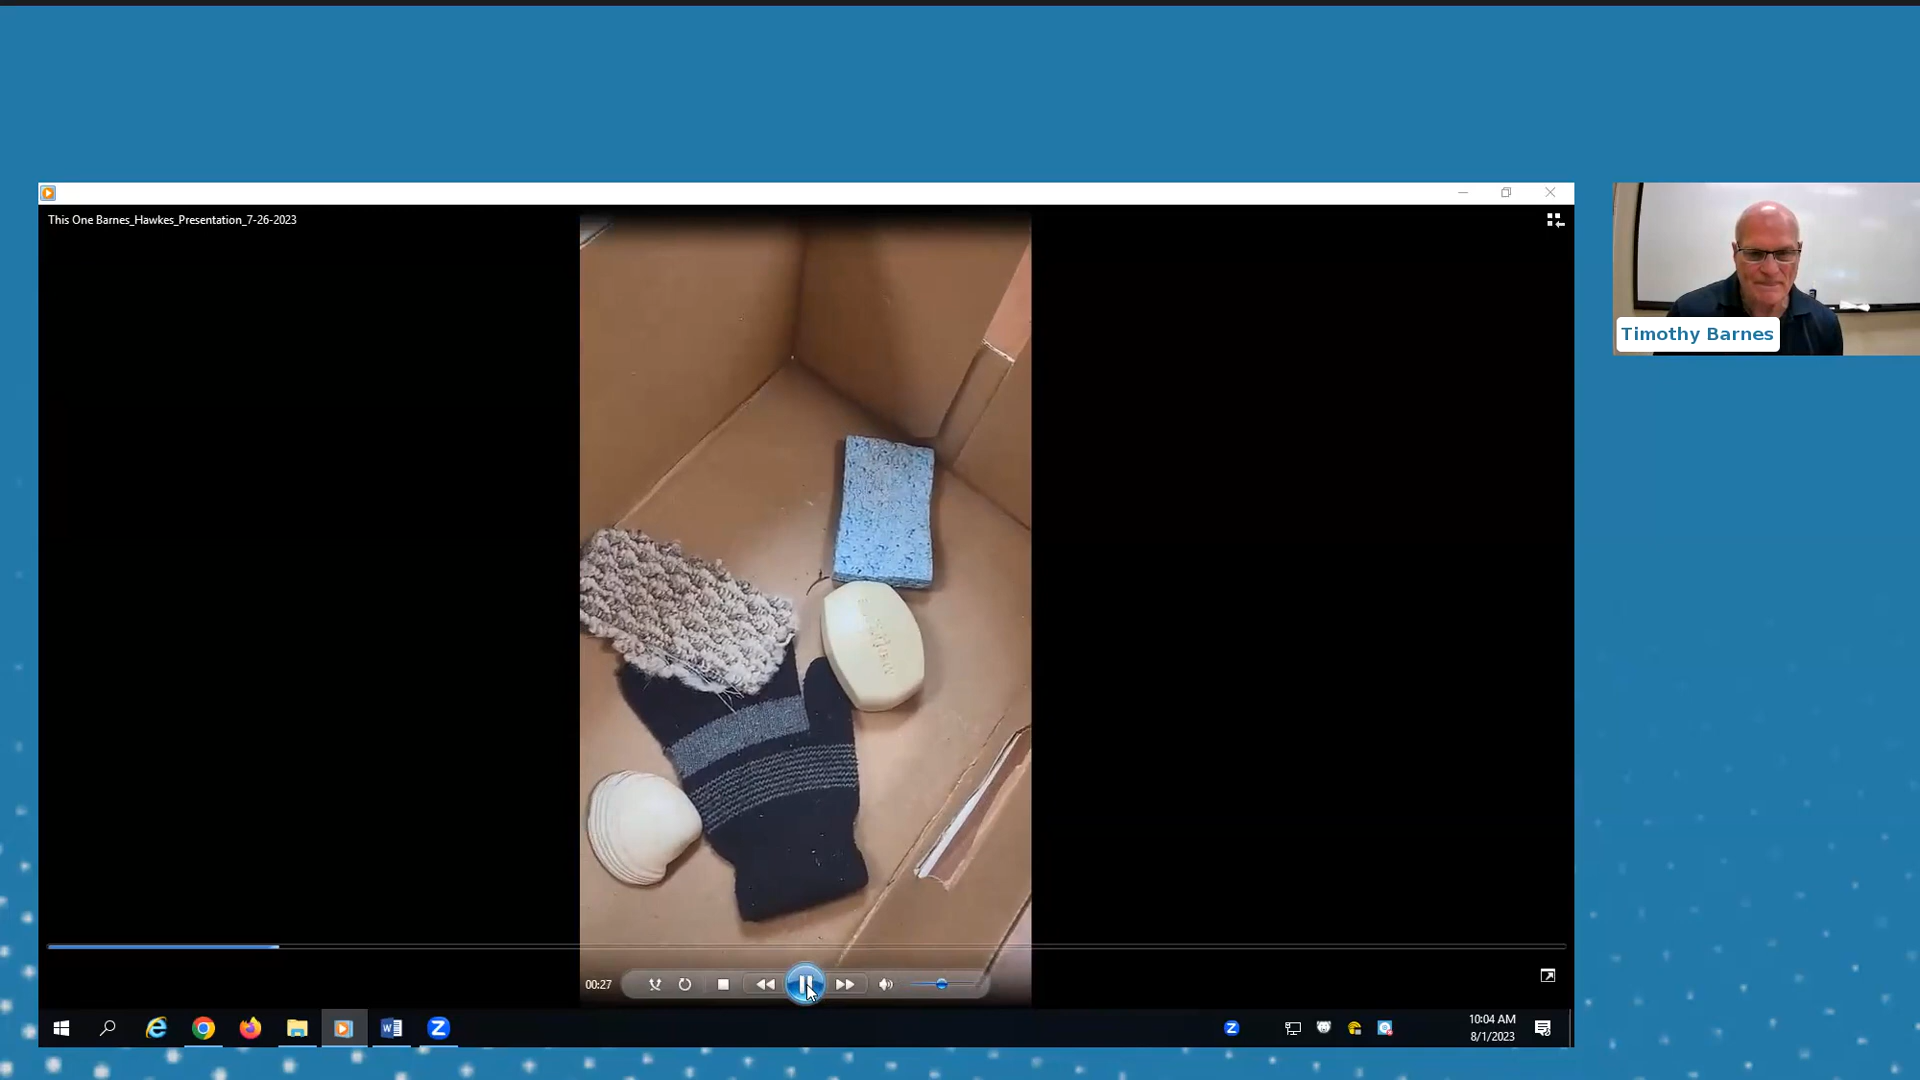 This One Barnes_Hawkes_Presentation_7-26-2023
Timothy Barnes
00:27
10:04 AM
8/1/2023